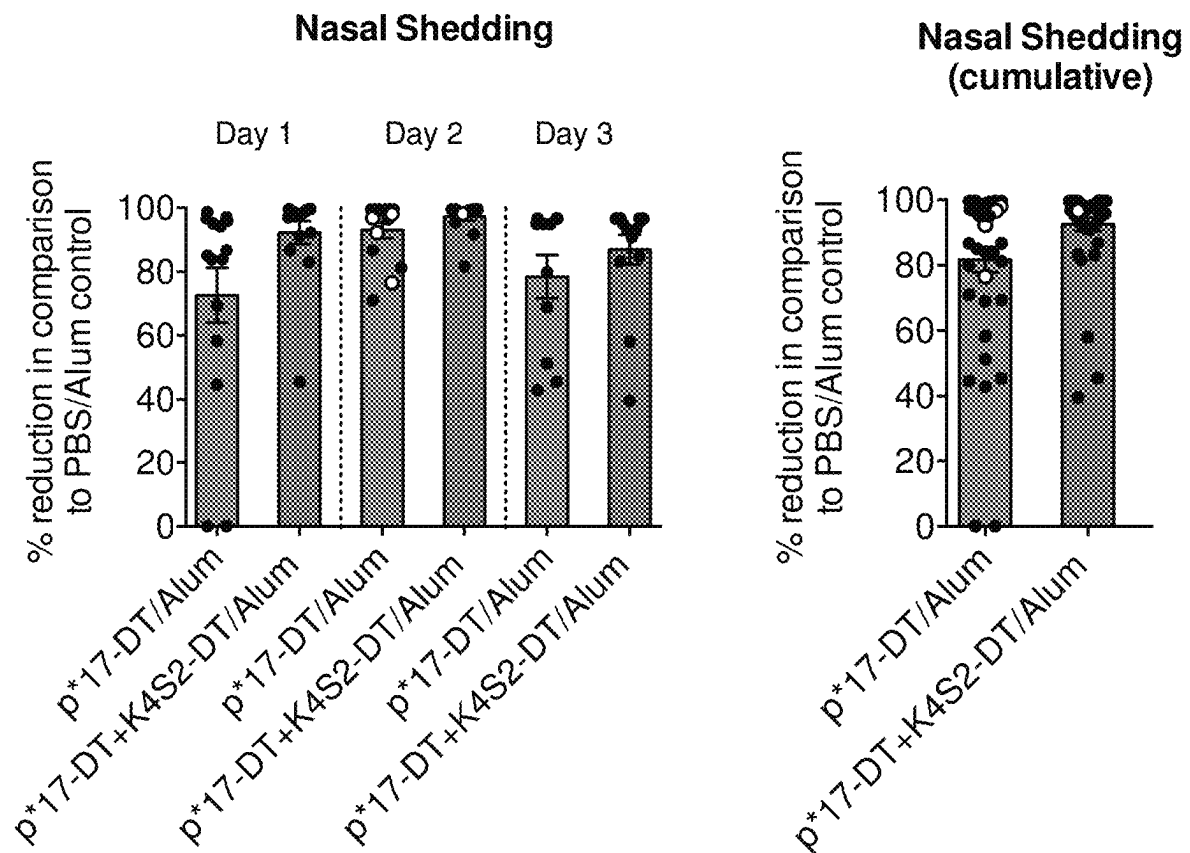 Nasal Shedding
Day 1 Day 2 Day 3
% reduction in comparison
to PBS/Alum control
100
80
60
40
20
0
p*17-DT/Alum
p*17-DT+K4S2-DT/Alum
p*17-DT/Alum
p*17-DT+K4S2-DT/Alum
p*17-DT/Alum
p*17-DT+K4S2-DT/Alum
Nasal Shedding
(cumulative)
% reduction in comparison
to PBS/Alum control
100
80
60
40
20
0
p*17-DT/Alum
p*17-DT+K4S2-DT/Alum